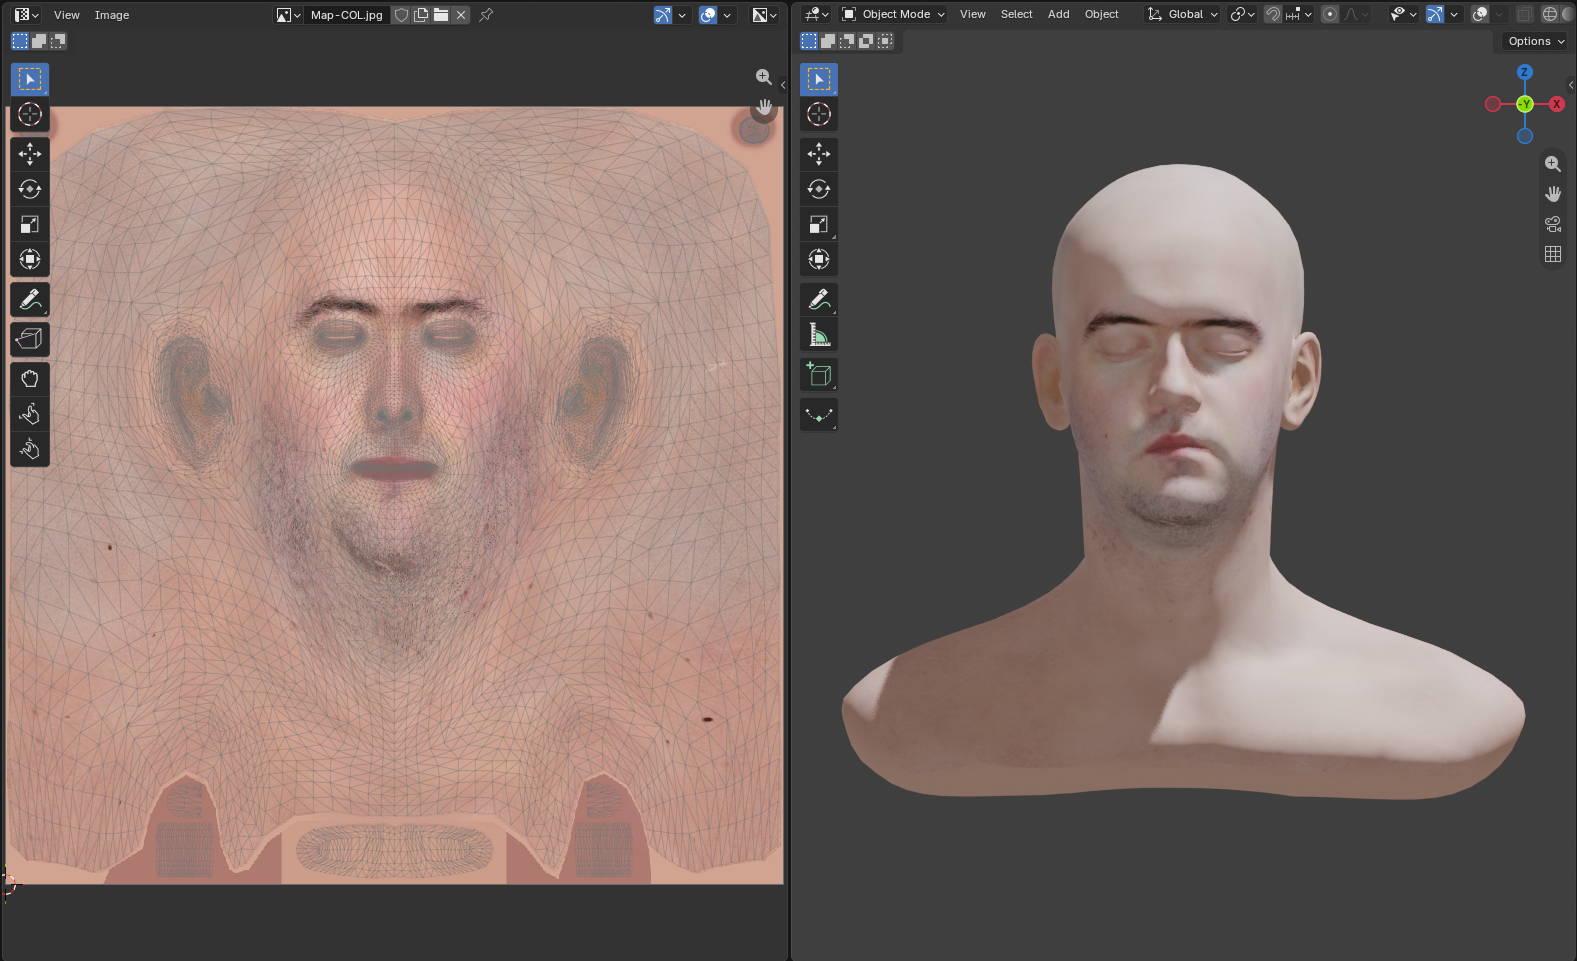 View Image Map-COL.jpg
Object Mode View Select Add Object Global
Options
Z
-Y X